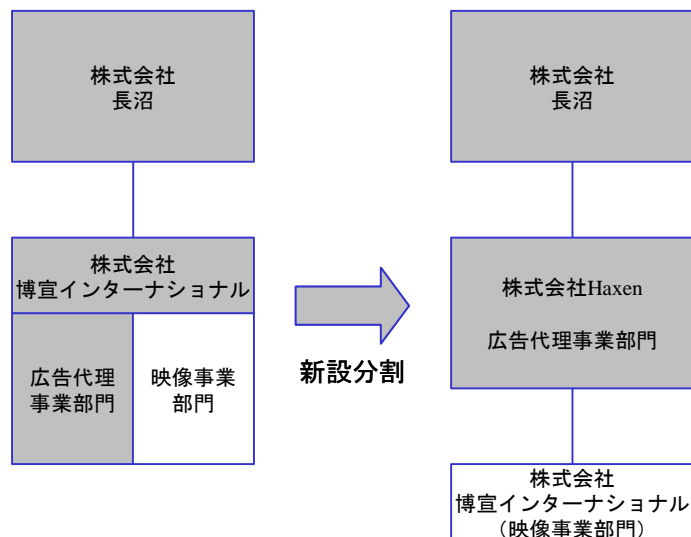 株式会社
長沼
株式会社
博宣インターナショナル
広告代理
事業部門
映像事業
部門
新設分割
株式会社
長沼
株式会社Haxen
広告代理事業部門
株式会社
博宣インターナショナル
（映像事業部門）